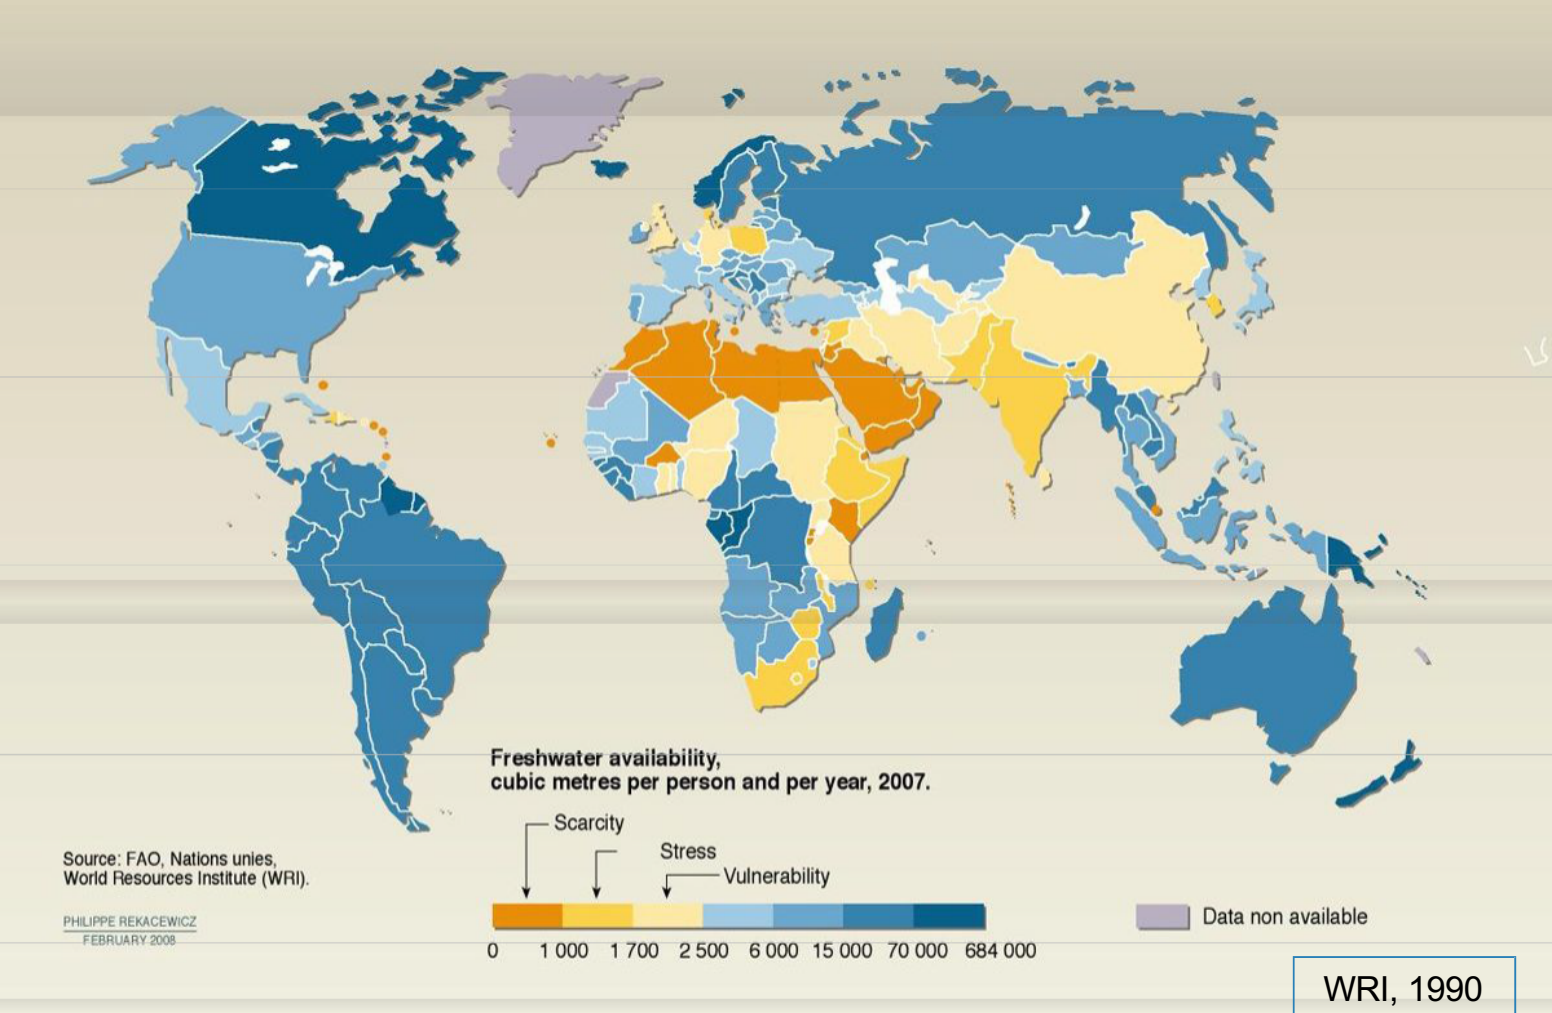 Freshwater availability,
cubic metres per person and per year, 2007.
Scarcity
Stress
Vulnerability
0 1 000 1 700 2 500 6 000 15 000 70 000 684 000
Data non available
Source: FAO, Nations unies,
World Resources Institute (WRI).
PHILIPPE REKACEWICZ
FEBRUARY 2008
WRI, 1990